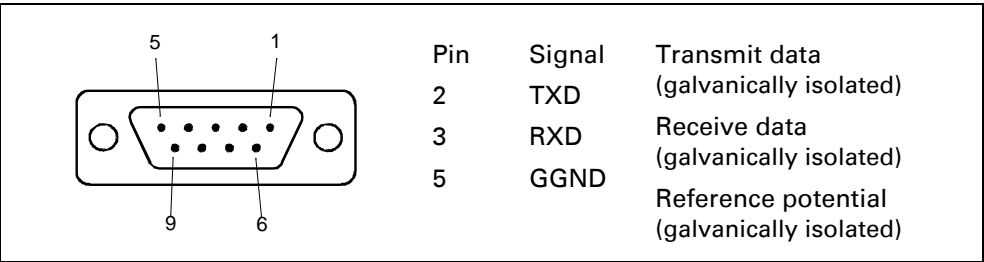 5 1
9 6
Pin Signal Transmit data
(galvanically isolated)
2 TXD
3 RXD Receive data
(galvanically isolated)
5 GGND
Reference potential
(galvanically isolated)